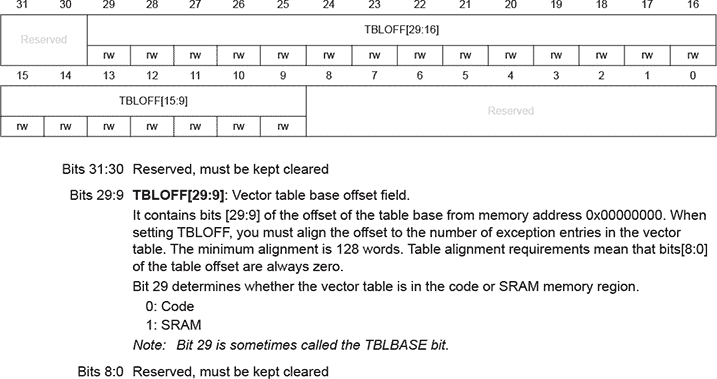 31 30 29 28 27 26 25 24 23 22 21 20 19 18 17 16
Reserved TBLOFF[29:16]
rw rw rw rw rw rw rw rw rw rw rw rw rw rw
15 14 13 12 11 10 9 8 7 6 5 4 3 2 1 0
TBLOFF[15:9] Reserved
rw rw rw rw rw rw rw
Bits 31:30 Reserved, must be kept cleared
Bits 29:9 TBLOFF[29:9]: Vector table base offset field.
It contains bits [29:9] of the offset of the table base from memory address 0x00000000. When
setting TBLOFF, you must align the offset to the number of exception entries in the vector
table. The minimum alignment is 128 words. Table alignment requirements mean that bits[8:0]
of the table offset are always zero.
Bit 29 determines whether the vector table is in the code or SRAM memory region.
0: Code
1: SRAM
Note: Bit 29 is sometimes called the TBLBASE bit.
Bits 8:0 Reserved, must be kept cleared